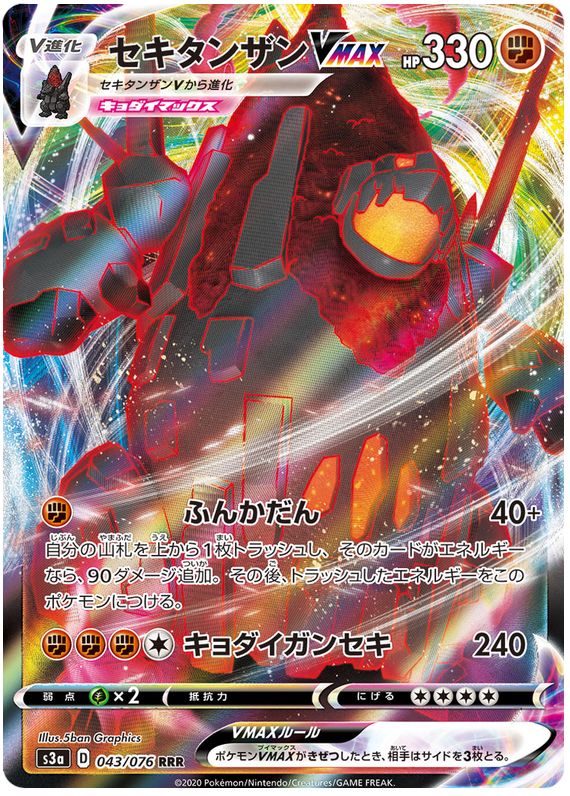 V進化
セキタンザンVMAX
HP330
セキタンザンVから進化
キョダイマックス
ふんかだん 40+
自分の山札を上から1枚トラッシュし、そのカードがエネルギー
なら、90ダメージ追加。その後、トラッシュしたエネルギーをこの
ポケモンにつける。
キョダイガンセキ 240
弱点 ×2 抵抗力 にげる
Illus.5ban Graphics
VMAXルール
ポケモンVMAXがきぜつしたとき、相手はサイドを3枚とる。
s3a D 043/076 RRR
©2020 Pokémon/Nintendo/Creatures/GAME FREAK.